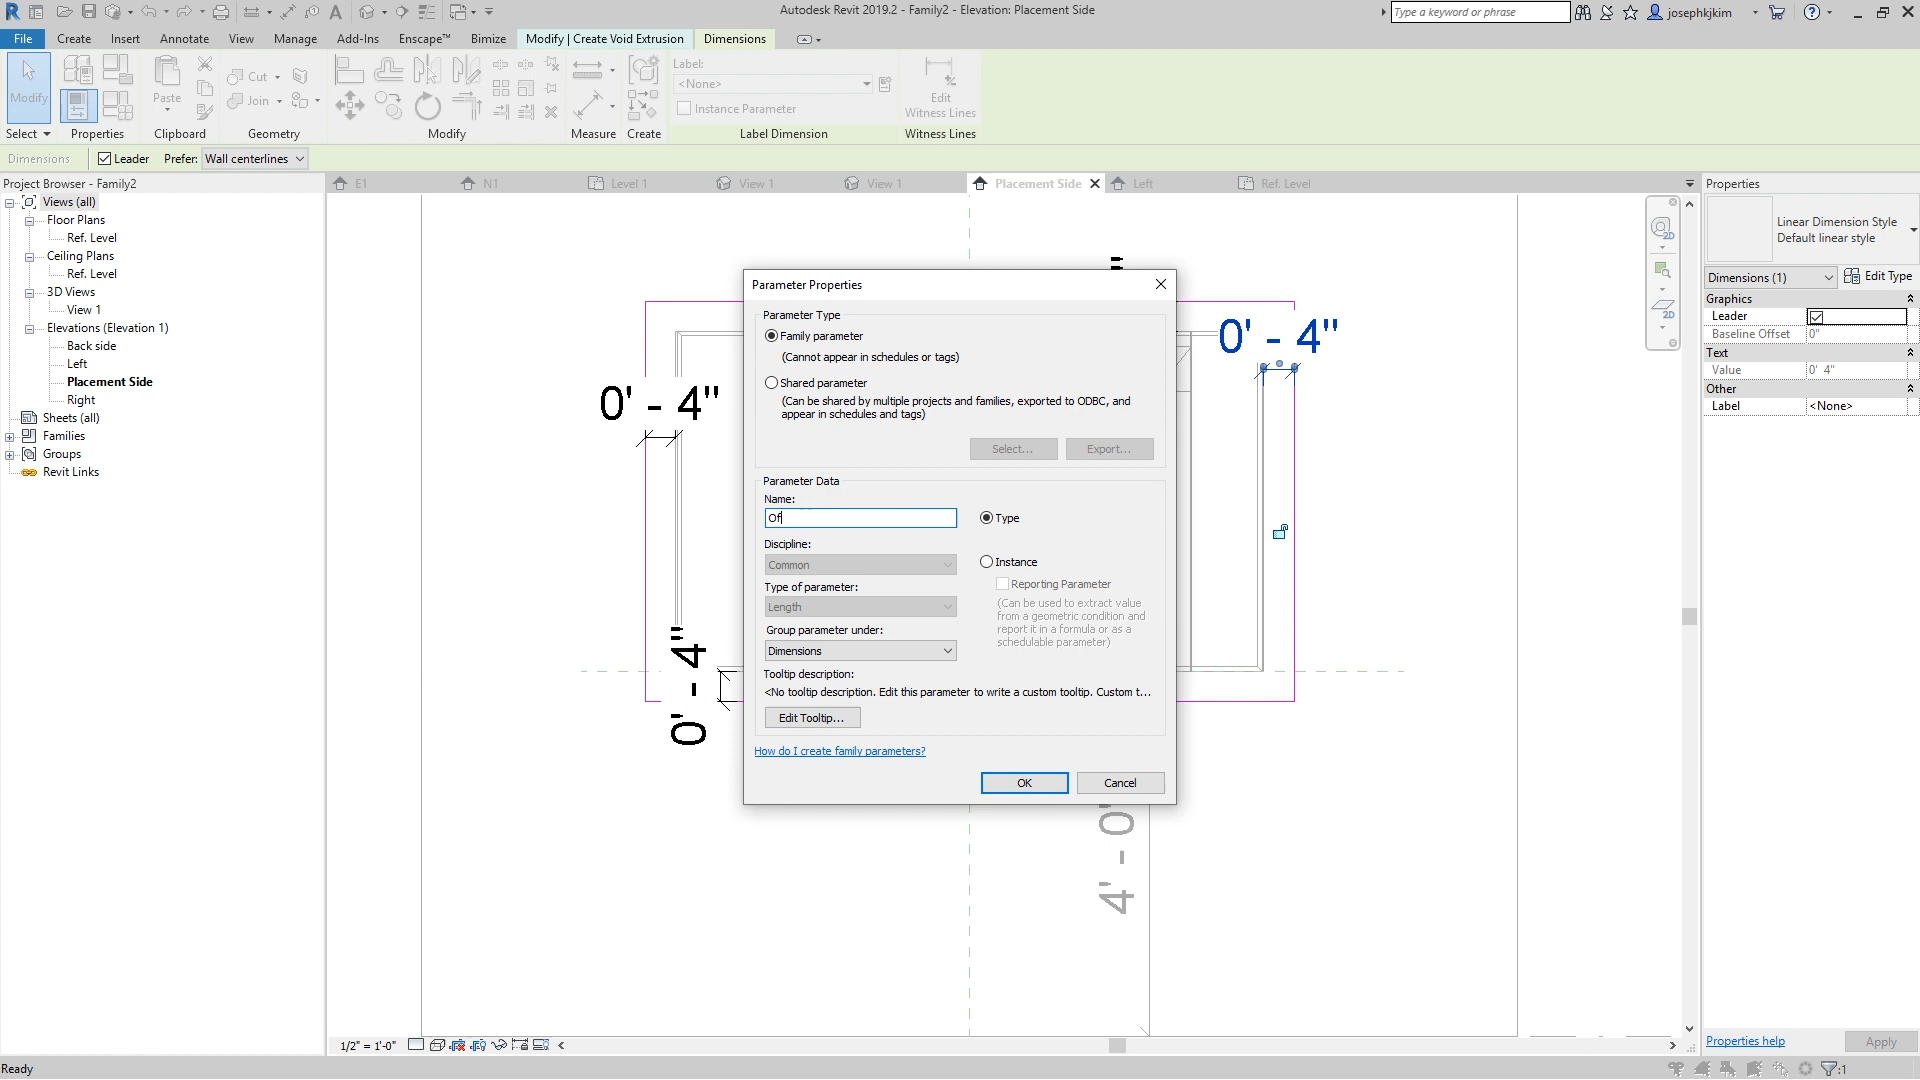 Autodesk Revit 2019.2 - Family2 - Elevation: Placement Side
Type a keyword or phrase
josephkjkim
File
Create
Insert
Annotate
View
Manage
Add-Ins
Enscape™
Bimize
Modify | Create Void Extrusion
Dimensions
Modify
Paste
Cut
Join
Label:
<None>
Instance Parameter
Edit
Witness Lines
Select
Properties
Clipboard
Geometry
Modify
Measure
Create
Label Dimension
Witness Lines
Dimensions
Leader
Prefer:
Wall centerlines
Project Browser - Family2
Views (all)
Floor Plans
Ref. Level
Ceiling Plans
Ref. Level
3D Views
View 1
Elevations (Elevation 1)
Back side
Left
Placement Side
Right
Sheets (all)
Families
Groups
Revit Links
E1
N1
Level 1
View 1
View 1
Placement Side
Left
Ref. Level
0' - 4"
0' - 4"
0' - 4"
4' - 0"
2D
2D
Parameter Properties
Parameter Type
Family parameter
(Cannot appear in schedules or tags)
Shared parameter
(Can be shared by multiple projects and families, exported to ODBC, and
appear in schedules and tags)
Select...
Export...
Parameter Data
Name:
Of
Type
Discipline:
Common
Instance
Reporting Parameter
Type of parameter:
Length
(Can be used to extract value
from a geometric condition and
report it in a formula or as a
schedulable parameter)
Group parameter under:
Dimensions
Tooltip description:
<No tooltip description. Edit this parameter to write a custom tooltip. Custom t...
Edit Tooltip...
How do I create family parameters?
OK
Cancel
Properties
Linear Dimension Style
Default linear style
Dimensions (1)
Edit Type
Graphics
Leader
Baseline Offset
0"
Text
Value
0' 4"
Other
Label
<None>
Properties help
Apply
1/2" = 1'-0"
Ready
:1